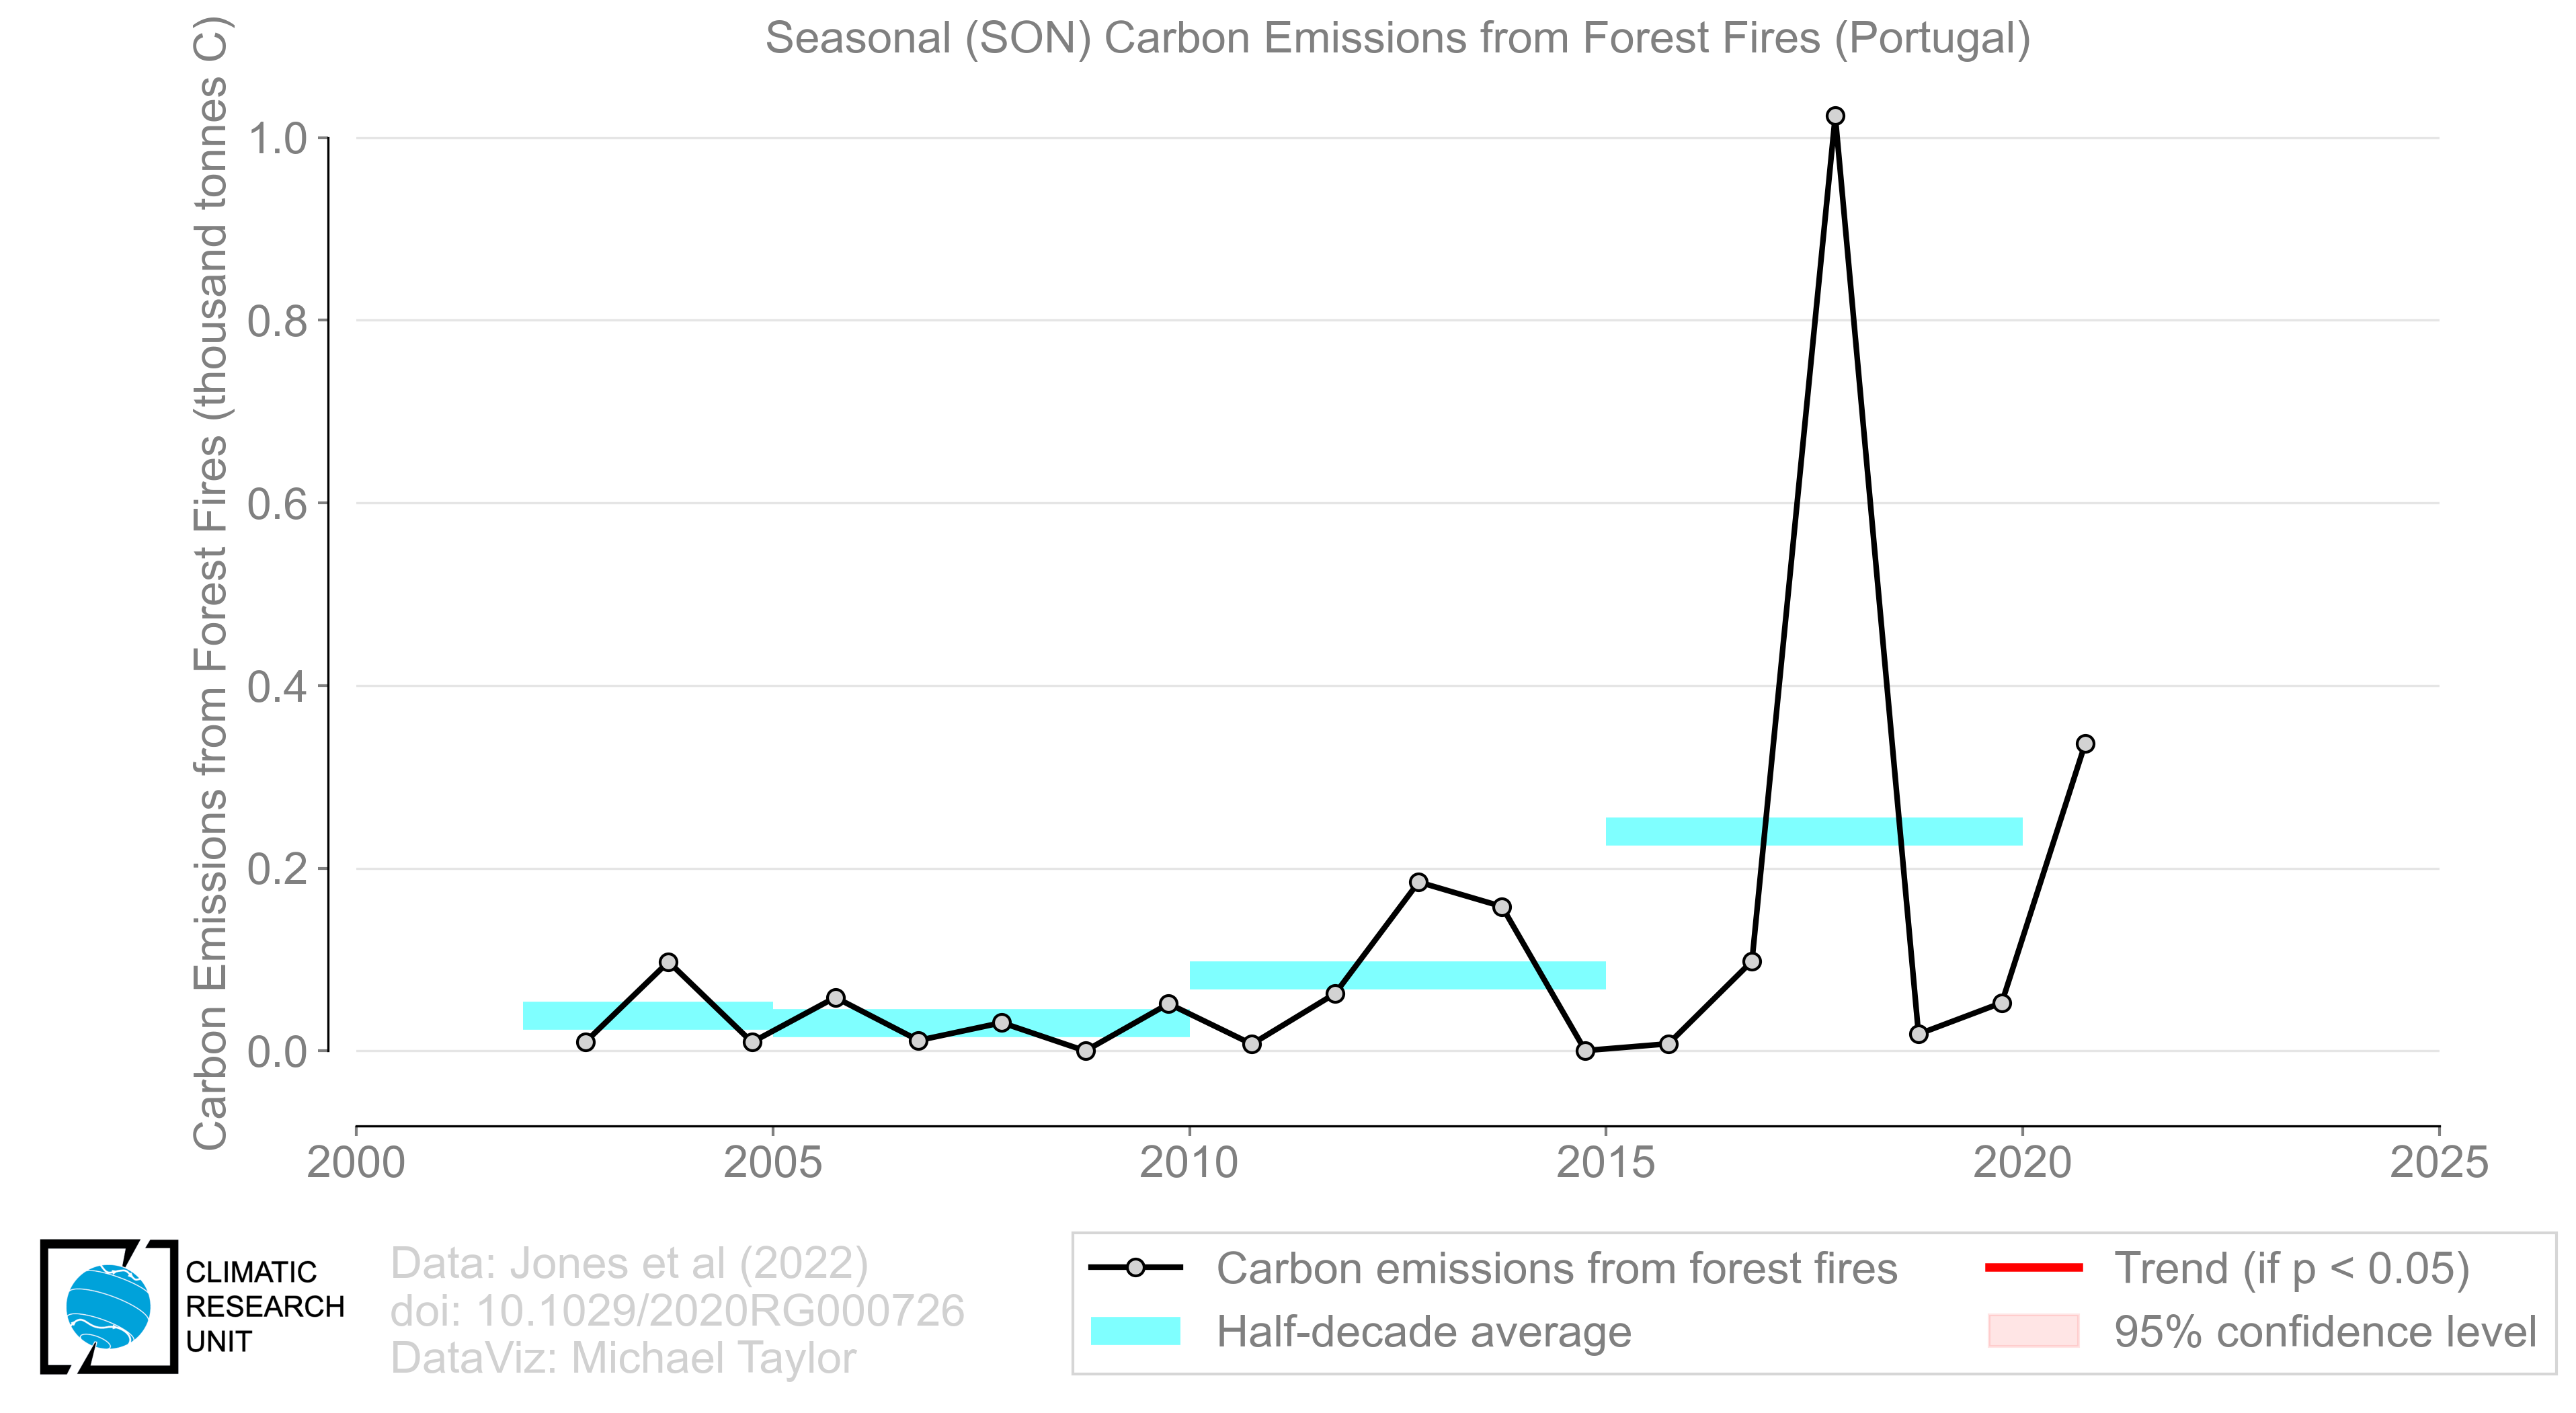 Seasonal (SON) Carbon Emissions from Forest Fires (Portugal)
Carbon Emissions from Forest Fires (thousand tonnes C)
1.0
0.8
0.6
0.4
0.2
0.0
2000
2005
2010
2015
2020
2025
CLIMATIC
RESEARCH
UNIT
Data: Jones et al (2022)
doi: 10.1029/2020RG000726
DataViz: Michael Taylor
Carbon emissions from forest fires
Half-decade average
Trend (if p < 0.05)
95% confidence level